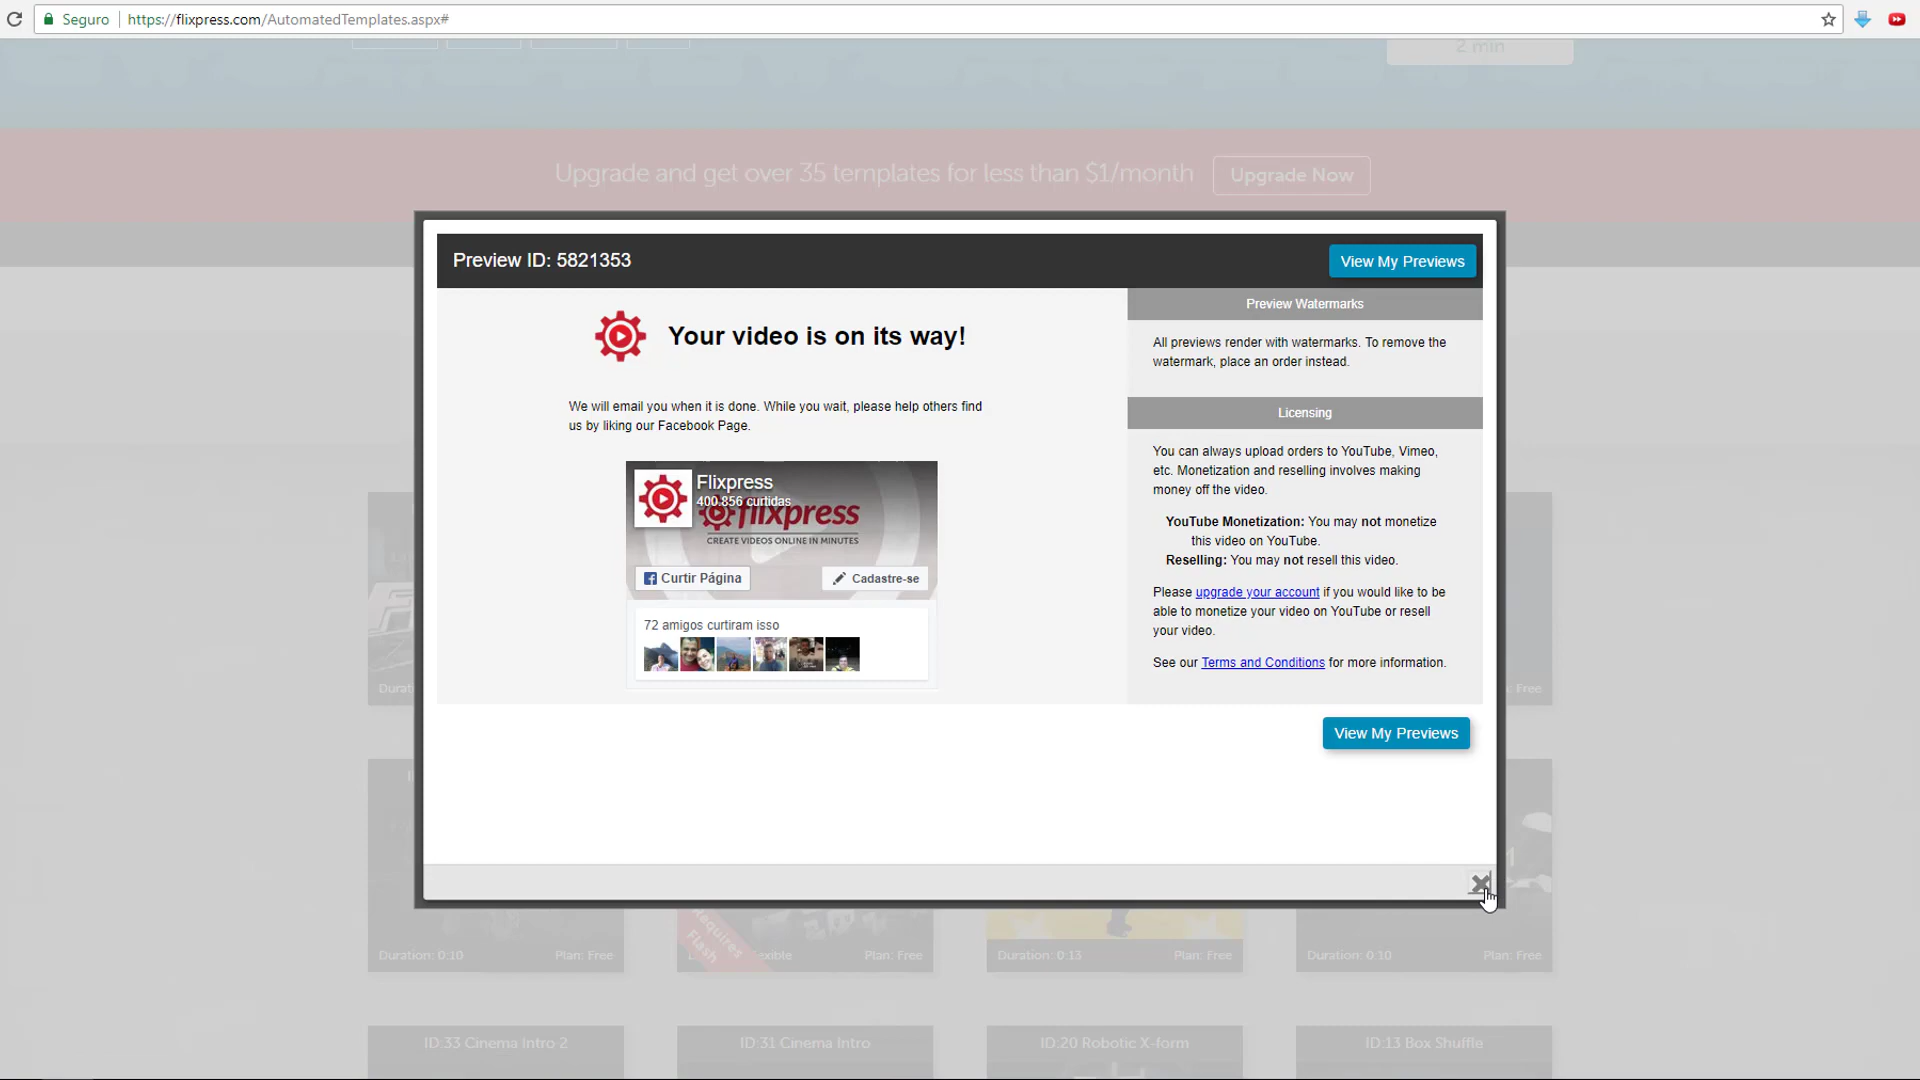 Seguro
https://flixpress.com/AutomatedTemplates.aspx#
2 min
Upgrade and get over 35 templates for less than $1/month
Upgrade Now
Preview ID: 5821353
View My Previews
Your video is on its way!
We will email you when it is done. While you wait, please help others find
us by liking our Facebook Page.
Flixpress
400.856 curtidas
flixpress
CREATE VIDEOS ONLINE IN MINUTES
Curtir Página
Cadastre-se
72 amigos curtiram isso
Preview Watermarks
All previews render with watermarks. To remove the
watermark, place an order instead.
Licensing
You can always upload orders to YouTube, Vimeo,
etc. Monetization and reselling involves making
money off the video.
YouTube Monetization: You may not monetize
this video on YouTube.
Reselling: You may not resell this video.
Please upgrade your account if you would like to be
able to monetize your video on YouTube or resell
your video.
See our Terms and Conditions for more information.
View My Previews
Free
Duration: 0:10
Plan: Free
Requires
Flash
Plan: Free
Duration: 0:13
Plan: Free
Duration: 0:10
Plan: Free
ID:33 Cinema Intro 2
ID:31 Cinema Intro
ID:20 Robotic X-form
ID:13 Box Shuffle